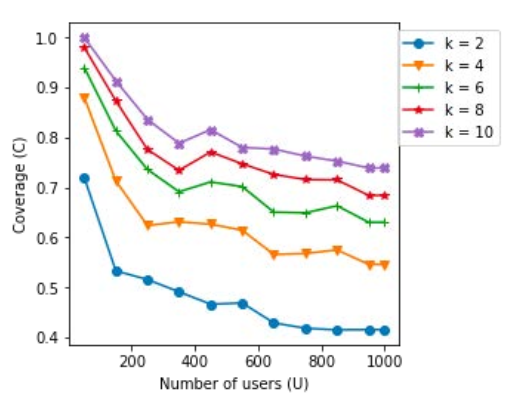 1.0
0.9
0.8
0.7
0.6
0.5
0.4
Coverage (C)
200 400 600 800 1000
Number of users (U)
k = 2
k = 4
k = 6
k = 8
k = 10